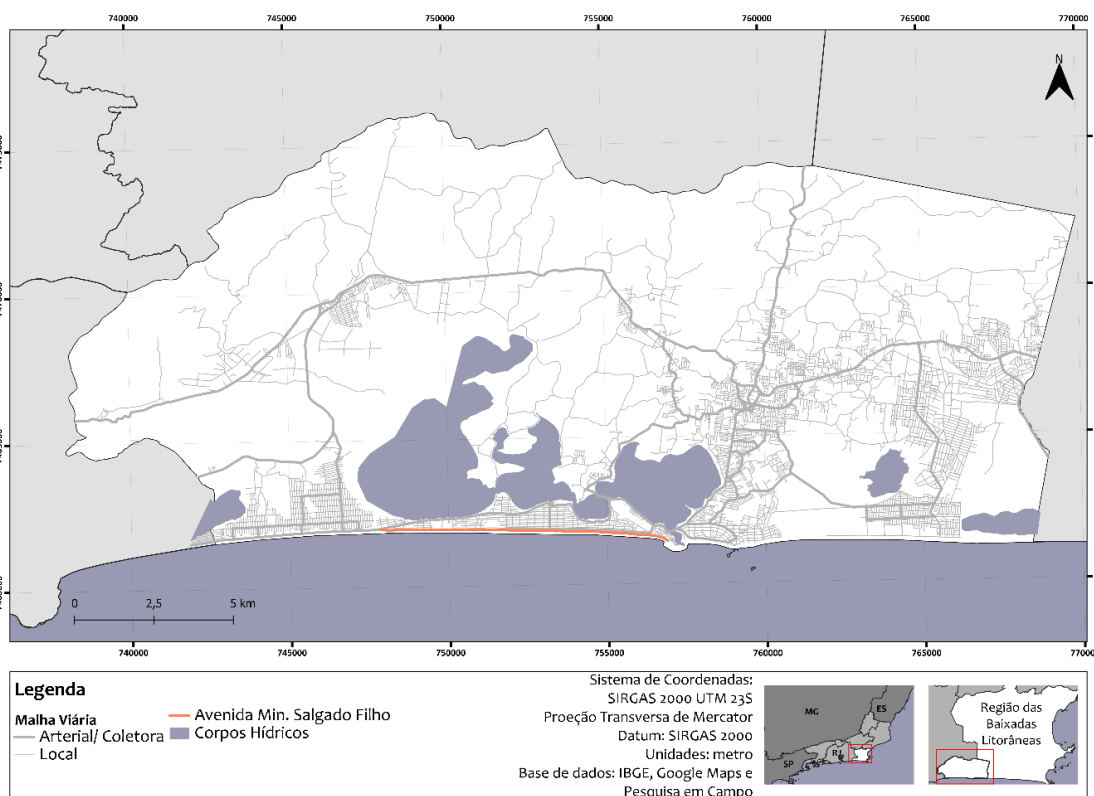 740000 745000 750000 755000 760000 765000 770000
N
0 2,5 5 km
740000 745000 750000 755000 760000 765000
Legenda
Malha Viária
Arterial/ Coletora
Local
Avenida Min. Salgado Filho
Corpos Hídricos
Sistema de Coordenadas:
SIRGAS 2000 UTM 23S
Proeção Transversa de Mercator
Datum: SIRGAS 2000
Unidades: metro
Base de dados: IBGE, Google Maps e
Pesquisa em Campo
MG
ES
RJ
SP
Região das
Baixadas
Litorâneas